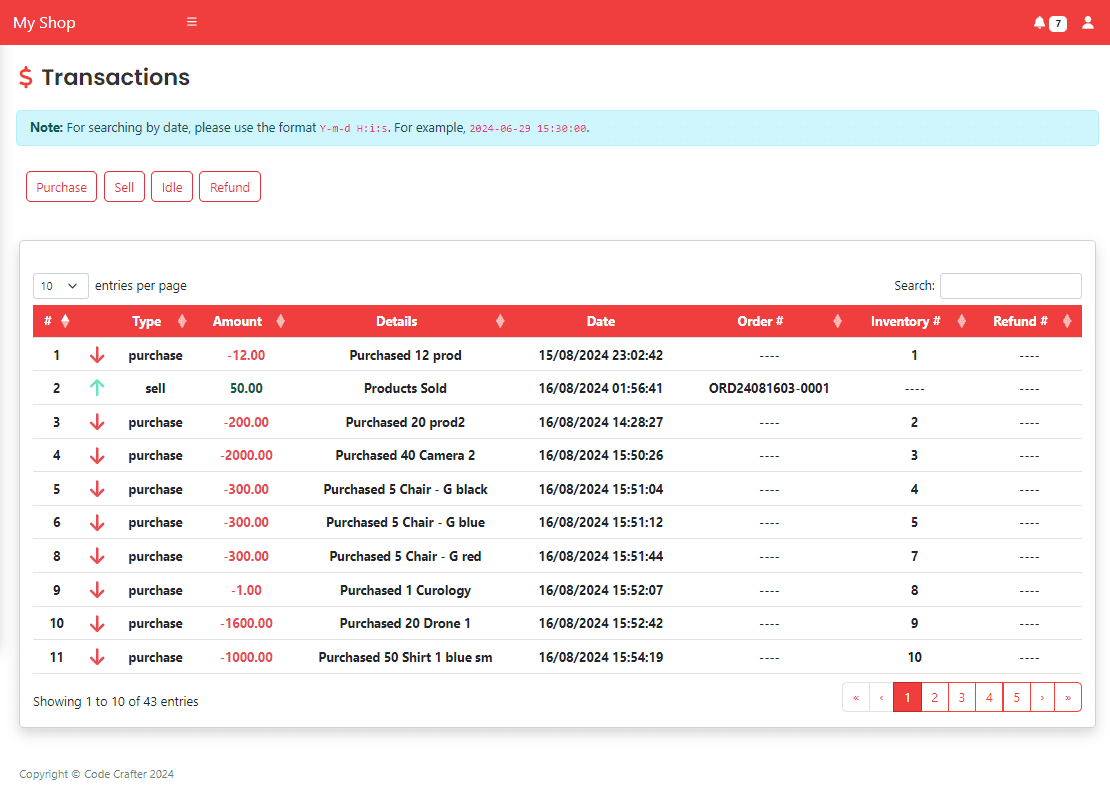 My Shop ☰ 7
$ Transactions
Note: For searching by date, please use the format Y-m-d H:i:s. For example, 2024-06-29 15:30:00.
Purchase Sell Idle Refund
10 entries per page Search:
# Type Amount Details Date Order # Inventory # Refund #
1 ↓ purchase -12.00 Purchased 12 prod 15/08/2024 23:02:42 ---- 1 ----
2 ↑ sell 50.00 Products Sold 16/08/2024 01:56:41 ORD24081603-0001 ---- ----
3 ↓ purchase -200.00 Purchased 20 prod2 16/08/2024 14:28:27 ---- 2 ----
4 ↓ purchase -2000.00 Purchased 40 Camera 2 16/08/2024 15:50:26 ---- 3 ----
5 ↓ purchase -300.00 Purchased 5 Chair - G black 16/08/2024 15:51:04 ---- 4 ----
6 ↓ purchase -300.00 Purchased 5 Chair - G blue 16/08/2024 15:51:12 ---- 5 ----
8 ↓ purchase -300.00 Purchased 5 Chair - G red 16/08/2024 15:51:44 ---- 7 ----
9 ↓ purchase -1.00 Purchased 1 Curology 16/08/2024 15:52:07 ---- 8 ----
10 ↓ purchase -1600.00 Purchased 20 Drone 1 16/08/2024 15:52:42 ---- 9 ----
11 ↓ purchase -1000.00 Purchased 50 Shirt 1 blue sm 16/08/2024 15:54:19 ---- 10 ----
Showing 1 to 10 of 43 entries « ‹ 1 2 3 4 5 › »
Copyright © Code Crafter 2024